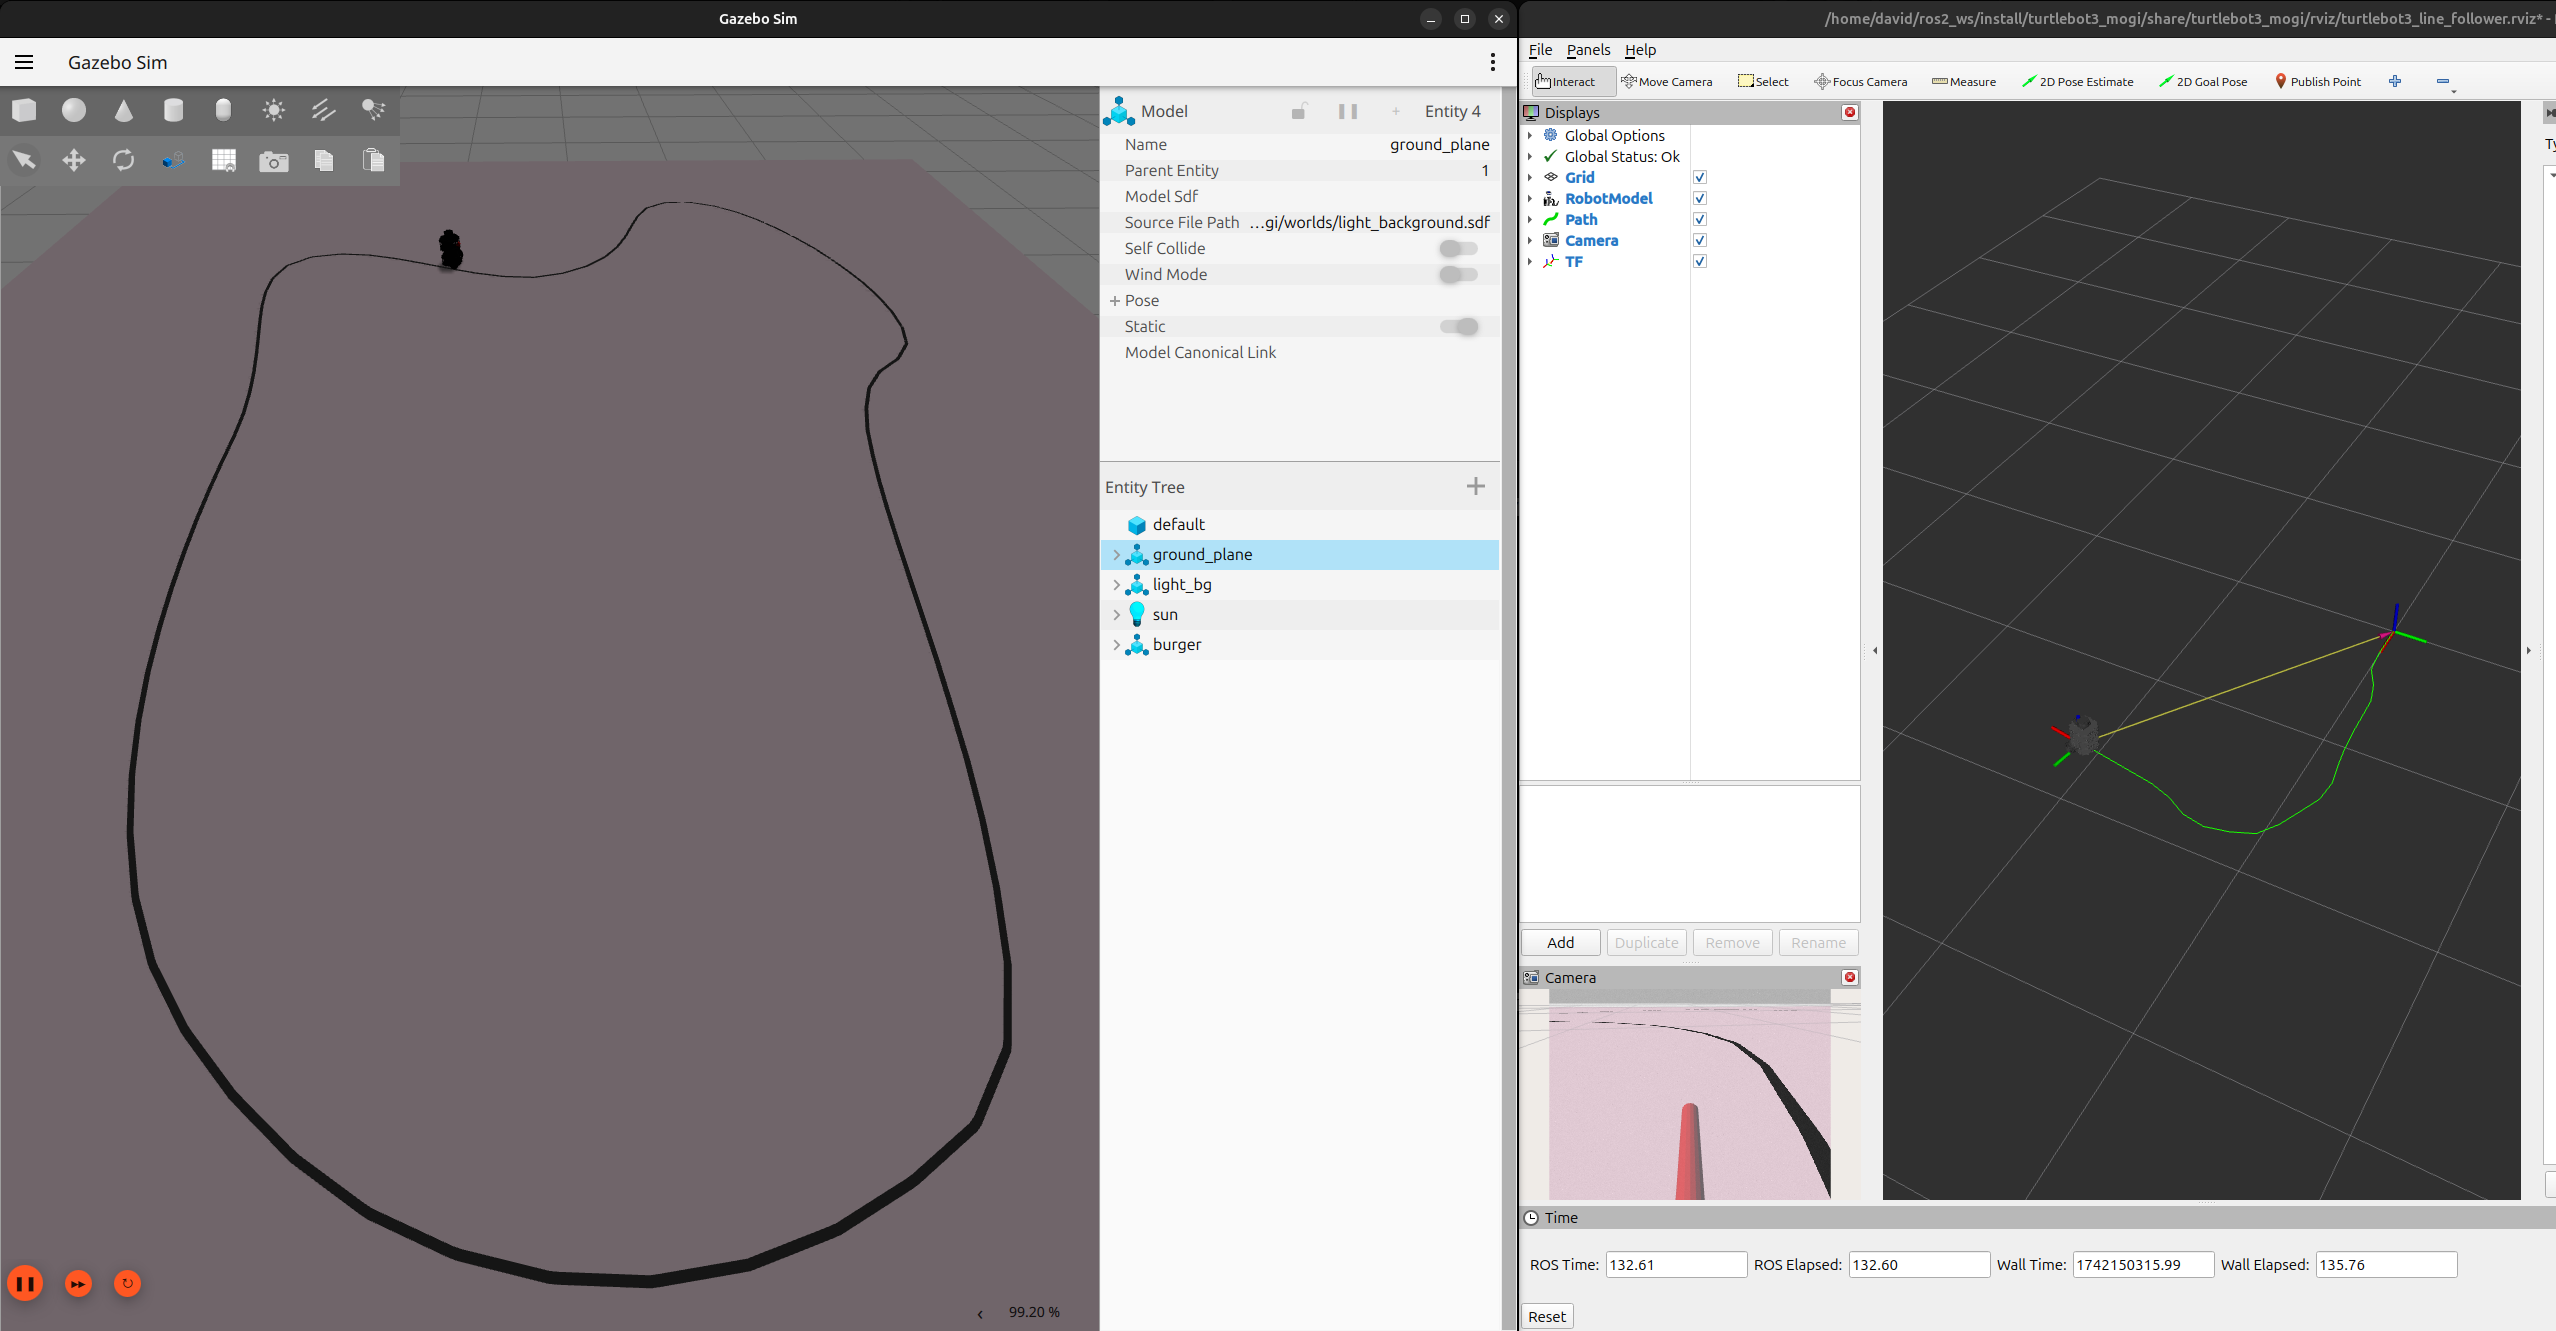 Gazebo Sim
Gazebo Sim
Model
Entity 4
Name
ground_plane
Parent Entity
1
Model Sdf
Source File Path
...gi/worlds/light_background.sdf
Self Collide
Wind Mode
+ Pose
Static
Model Canonical Link
Entity Tree
default
ground_plane
light_bg
sun
burger
99.20 %
/home/david/ros2_ws/install/turtlebot3_mogi/share/turtlebot3_mogi/rviz/turtlebot3_line_follower.rviz* -
File Panels Help
Interact Move Camera Select Focus Camera Measure 2D Pose Estimate 2D Goal Pose Publish Point
Displays
Global Options
Global Status: Ok
Grid
RobotModel
Path
Camera
TF
Add Duplicate Remove Rename
Camera
Time
ROS Time: 132.61 ROS Elapsed: 132.60 Wall Time: 1742150315.99 Wall Elapsed: 135.76
Reset